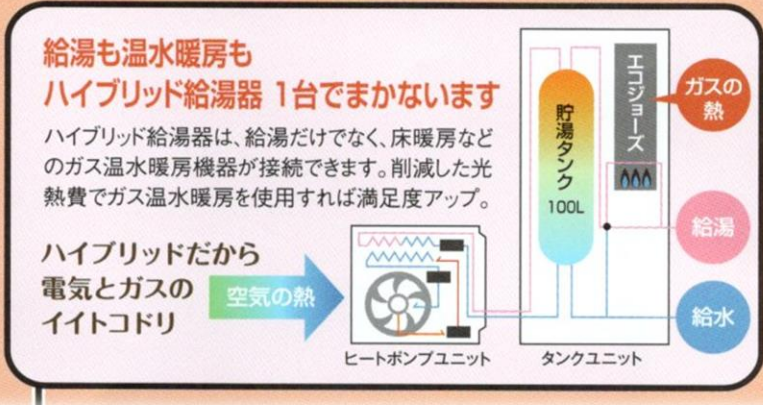 給湯も温水暖房も
ハイブリッド給湯器 1台でまかないます
ハイブリッド給湯器は、給湯だけでなく、床暖房など
のガス温水暖房機器が接続できます。削減した光
熱費でガス温水暖房を使用すれば満足度アップ。
ハイブリッドだから
電気とガスの
イイトコドリ
空気の熱
ヒートポンプユニット
貯湯タンク
100L
エコジョーズ
タンクユニット
ガスの
熱
給湯
給水